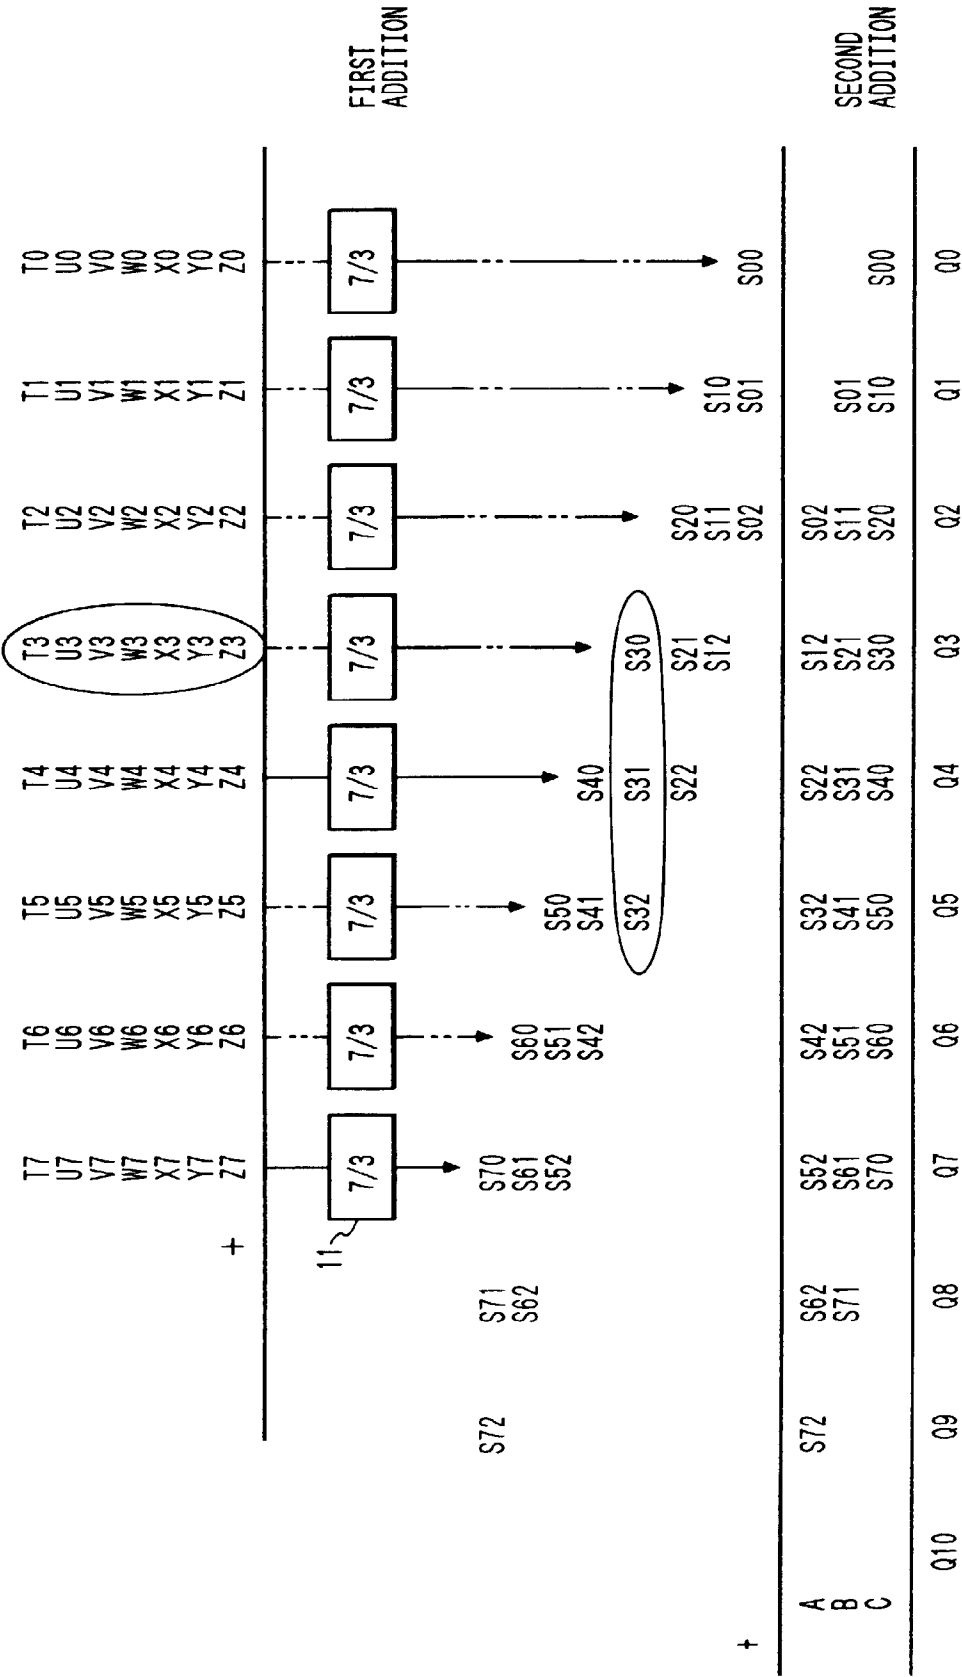 T7 T6 T5 T4 T3 T2 T1 T0
U7 U6 U5 U4 U3 U2 U1 U0
V7 V6 V5 V4 V3 V2 V1 V0
W7 W6 W5 W4 W3 W2 W1 W0
X7 X6 X5 X4 X3 X2 X1 X0
Y7 Y6 Y5 Y4 Y3 Y2 Y1 Y0
+ Z7 Z6 Z5 Z4 Z3 Z2 Z1 Z0
11
7/3 7/3 7/3 7/3 7/3 7/3 7/3 7/3
FIRST
ADDITION
S72 S71 S70
S62 S61 S60
S52 S51 S50
S42 S41 S40
S32 S31 S30
S22 S21 S20
S12 S11 S10
+ S02 S01 S00
A S72 S62 S52 S42 S32 S22 S12 S02
B S71 S61 S51 S41 S31 S21 S11 S01
C S70 S60 S50 S40 S30 S20 S10 S00
SECOND
ADDITION
Q10 Q9 Q8 Q7 Q6 Q5 Q4 Q3 Q2 Q1 Q0